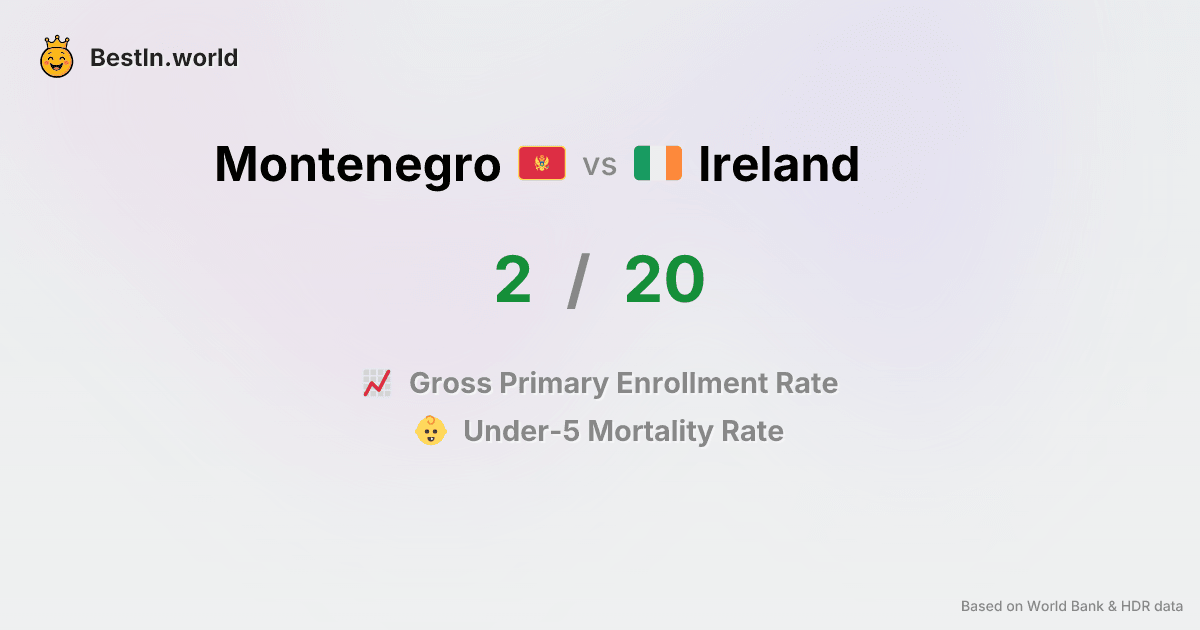 BestIn.world
Montenegro vs Ireland
2 / 20
Gross Primary Enrollment Rate
Under-5 Mortality Rate
Based on World Bank & HDR data